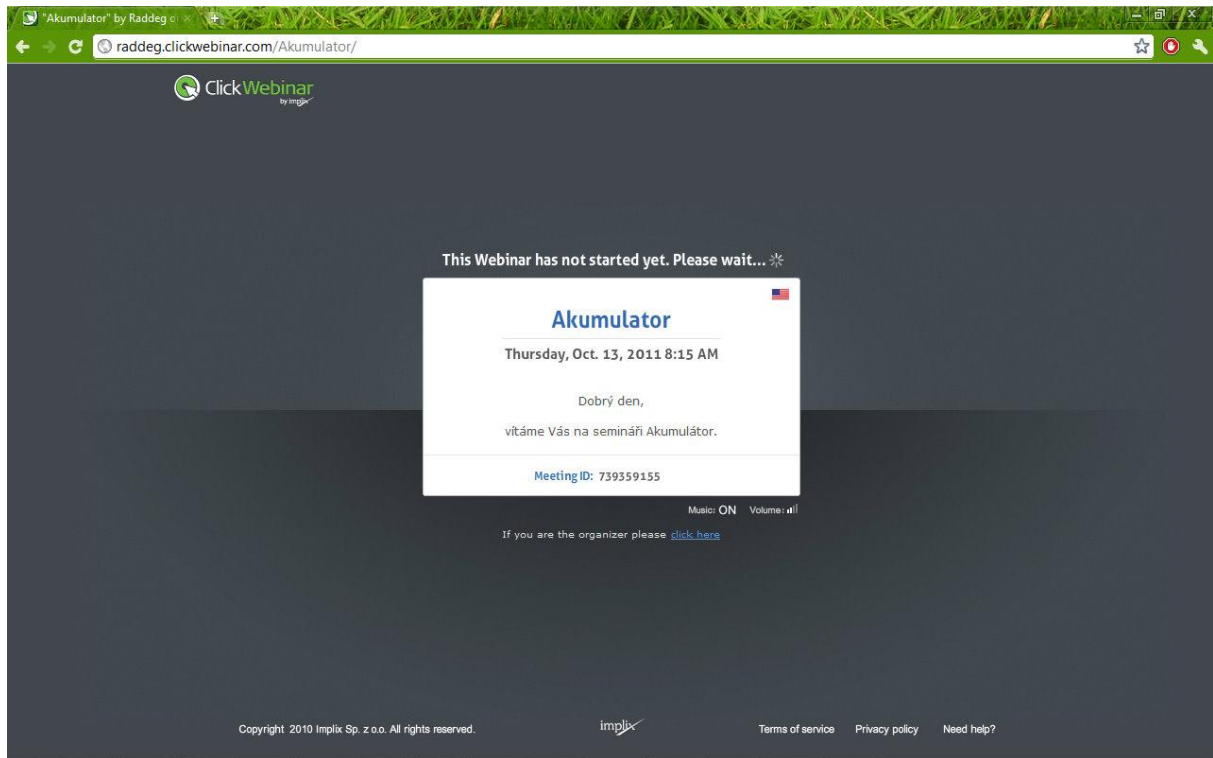 "Akumulator" by Raddeg o
raddeg.clickwebinar.com/Akumulator/
ClickWebinar
by implix
This Webinar has not started yet. Please wait...
Akumulator
Thursday, Oct. 13, 2011 8:15 AM
Dobrý den,
vítáme Vás na semináři Akumulátor.
Meeting ID: 739359155
Music: ON Volume:
If you are the organizer please click here
Copyright 2010 Implix Sp. z o.o. All rights reserved. implix Terms of service Privacy policy Need help?